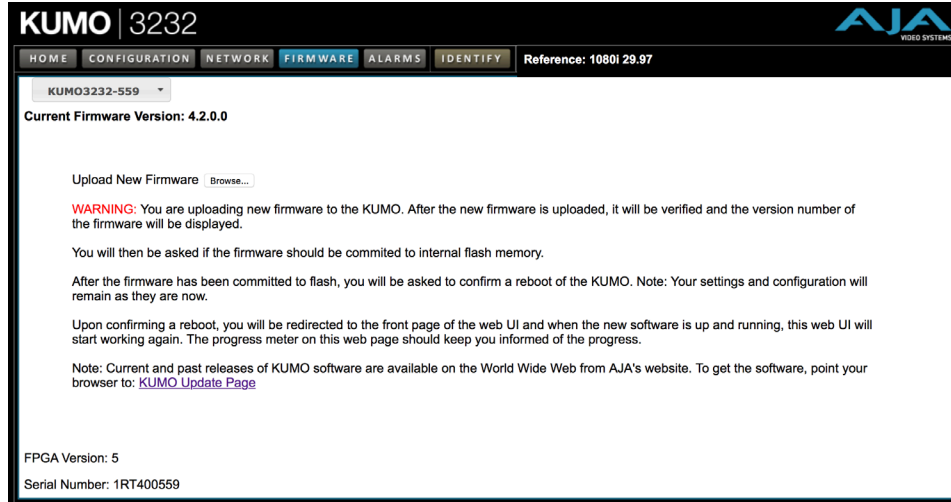 KUMO | 3232
AJA
VIDEO SYSTEMS
HOME CONFIGURATION NETWORK FIRMWARE ALARMS IDENTIFY Reference: 1080i 29.97
KUMO3232-559
Current Firmware Version: 4.2.0.0
Upload New Firmware Browse...
WARNING: You are uploading new firmware to the KUMO. After the new firmware is uploaded, it will be verified and the version number of
the firmware will be displayed.
You will then be asked if the firmware should be commited to internal flash memory.
After the firmware has been committed to flash, you will be asked to confirm a reboot of the KUMO. Note: Your settings and configuration will
remain as they are now.
Upon confirming a reboot, you will be redirected to the front page of the web UI and when the new software is up and running, this web UI will
start working again. The progress meter on this web page should keep you informed of the progress.
Note: Current and past releases of KUMO software are available on the World Wide Web from AJA's website. To get the software, point your
browser to: KUMO Update Page
FPGA Version: 5
Serial Number: 1RT400559